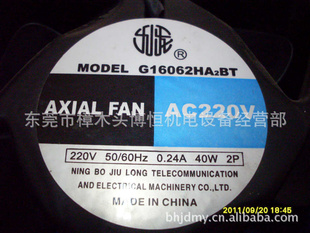 ®
MODEL G16062HA₂BT
AXIAL FAN AC220V
东莞市樟木头博恒机电设备经营部
220V 50/60Hz 0.24A 40W 2P
NING BO JIU LONG TELECOMMUNICATION
AND ELECTRICAL MACHINERY CO.,LTD
MADE IN CHINA
2011/09/20 18:45
bhjdmy.cn.alibaba.com